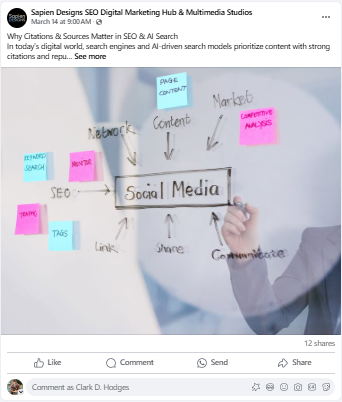 Sapien Designs SEO Digital Marketing Hub & Multimedia Studios
March 14 at 9:00 AM
Why Citations & Sources Matter in SEO & AI Search
In today's digital world, search engines and AI-driven search models prioritize content with strong
citations and repu... See more
PAGE
CONTENT
Market
Network
Content
COMPETITIVE
ANALYSIS
KEYWORD
SEARCH
SEO
Social Media
TAGS
Link
Share
Communicate
12 shares
Like
Comment
Send
Share
Comment as Clark D. Hodges